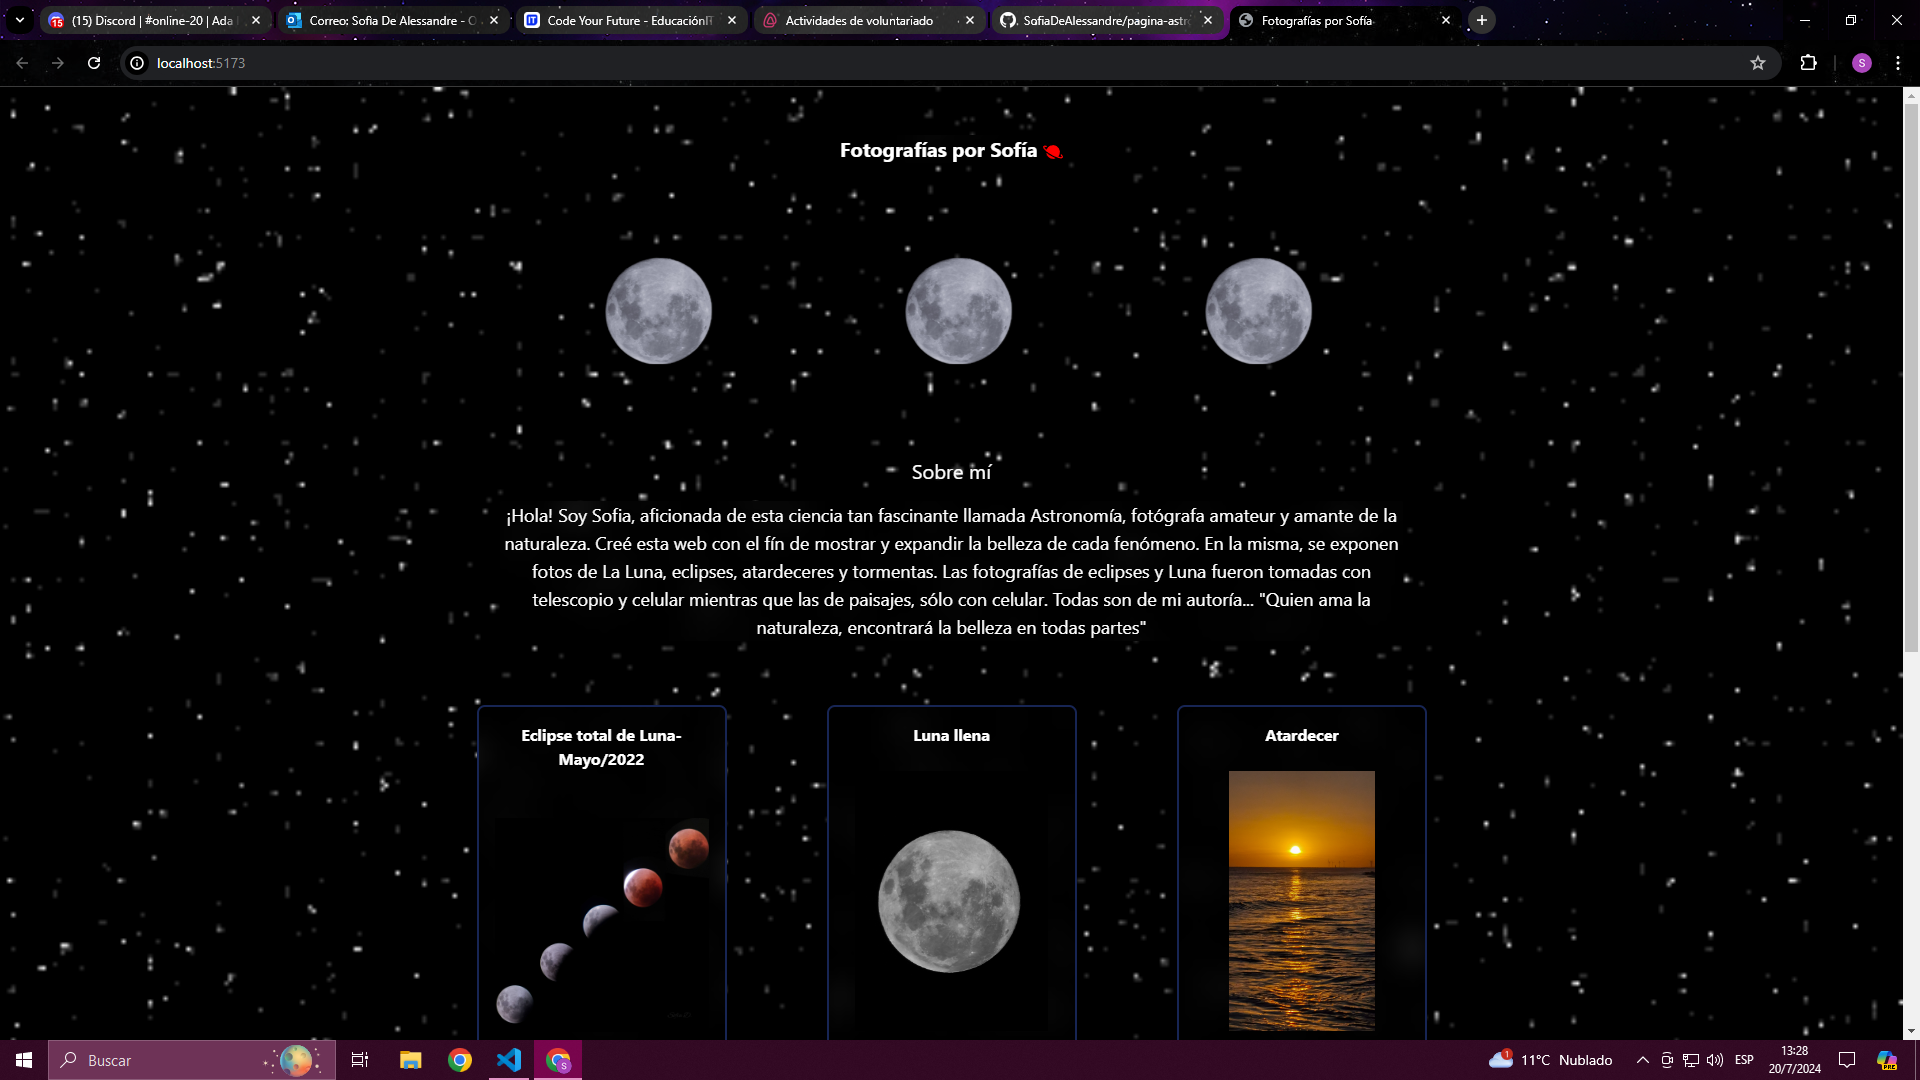 (15) Discord | #online-20 | Ada I
Correo: Sofia De Alessandre - O
Code Your Future - EducaciónIT
Actividades de voluntariado
SafiaDeAlessandre/pagina-astr
Fotografías por Sofía
localhost:5173
S
Fotografías por Sofía
Sobre mí
¡Hola! Soy Sofia, aficionada de esta ciencia tan fascinante llamada Astronomía, fotógrafa amateur y amante de la
naturaleza. Creé esta web con el fín de mostrar y expandir la belleza de cada fenómeno. En la misma, se exponen
fotos de La Luna, eclipses, atardeceres y tormentas. Las fotografías de eclipses y Luna fueron tomadas con
telescopio y celular mientras que las de paisajes, sólo con celular. Todas son de mi autoría... "Quien ama la
naturaleza, encontrará la belleza en todas partes"
Eclipse total de Luna-
Mayo/2022
Luna llena
Atardecer
Buscar
1
11°C Nublado
ESP
13:28
20/7/2024
PRE